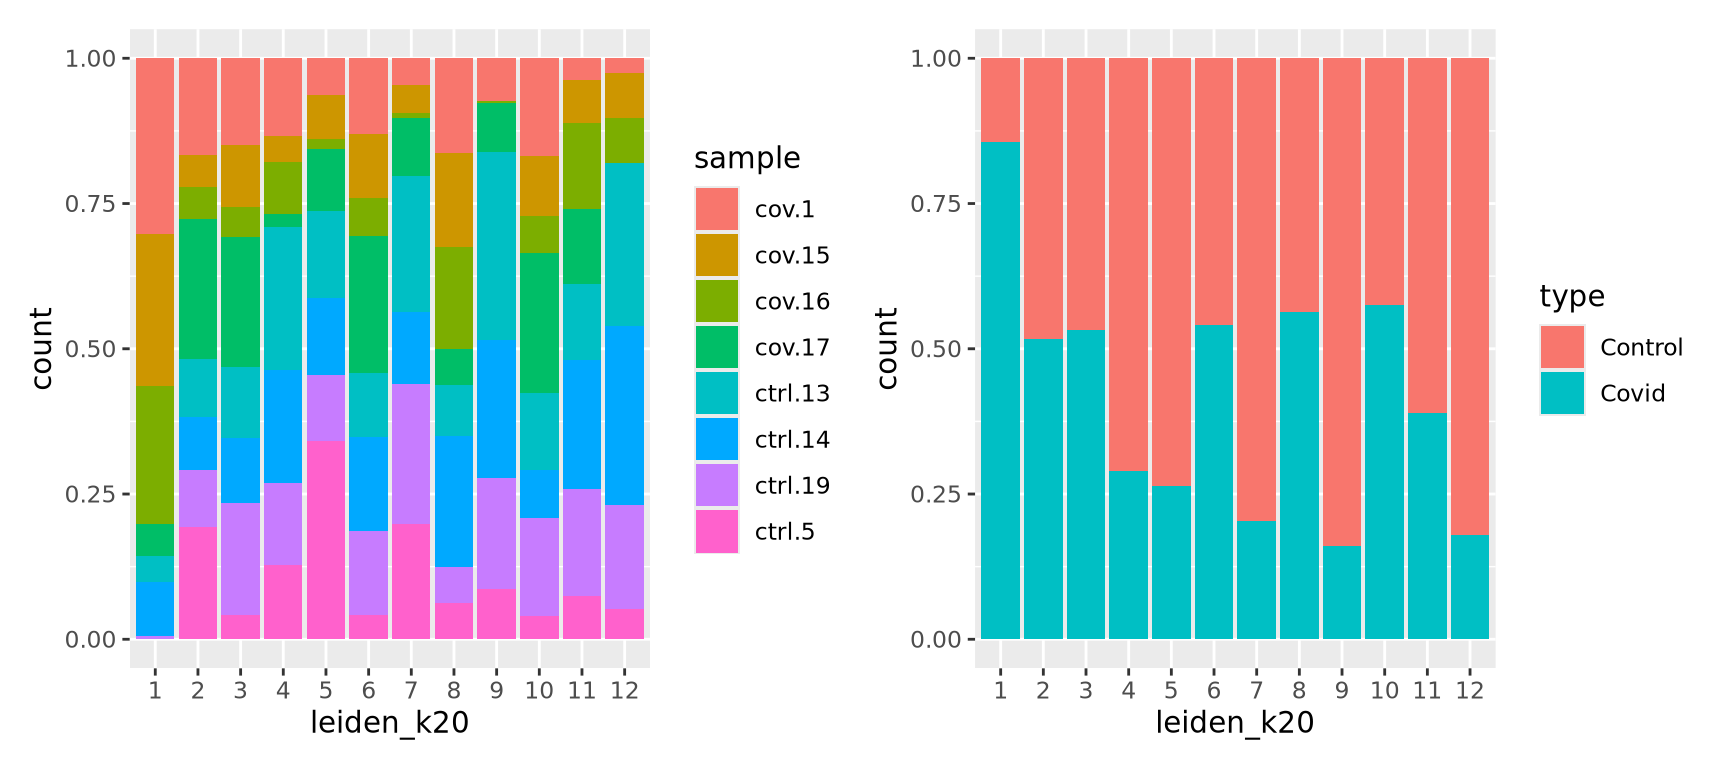 1.00
0.75
0.50
0.25
0.00
count
1 2 3 4 5 6 7 8 9 10 11 12
leiden_k20
sample
cov.1
cov.15
cov.16
cov.17
ctrl.13
ctrl.14
ctrl.19
ctrl.5
1.00
0.75
0.50
0.25
0.00
count
1 2 3 4 5 6 7 8 9 10 11 12
leiden_k20
type
Control
Covid